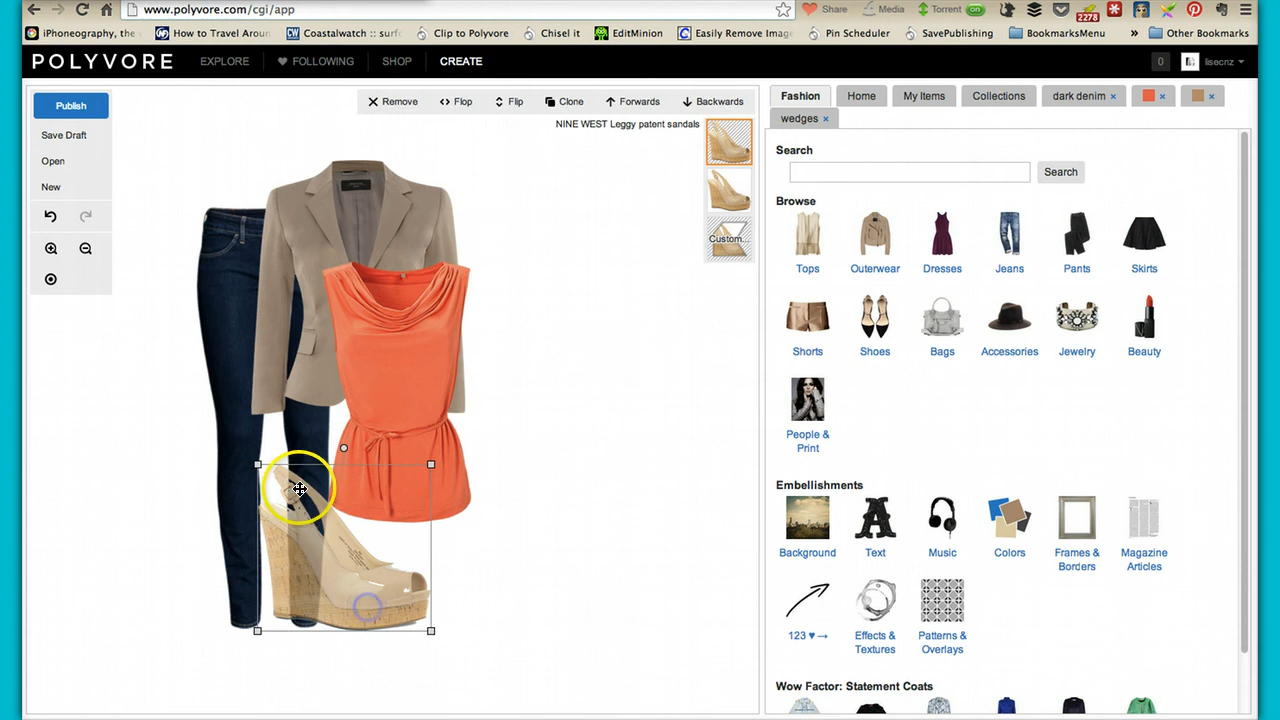 www.polyvore.com/cgi/app
Share
Media
Torrent
on
2278
iPhoneography, the
How to Travel Aroun
Coastalwatch :: surf
Clip to Polyvore
Chisel it
EditMinion
Easily Remove Image
Pin Scheduler
SavePublishing
BookmarksMenu
»
Other Bookmarks
POLYVORE
EXPLORE
FOLLOWING
SHOP
CREATE
0
lisecnz
Publish
Save Draft
Open
New
Remove
Flop
Flip
Clone
Forwards
Backwards
NINE WEST Leggy patent sandals
Custom...
Fashion
Home
My Items
Collections
dark denim ×
×
×
wedges ×
Search
Search
Browse
Tops
Outerwear
Dresses
Jeans
Pants
Skirts
Shorts
Shoes
Bags
Accessories
Jewelry
Beauty
People &
Print
Embellishments
Background
Text
Music
Colors
Frames &
Borders
Magazine
Articles
123 ♥ →
Effects &
Textures
Patterns &
Overlays
Wow Factor: Statement Coats